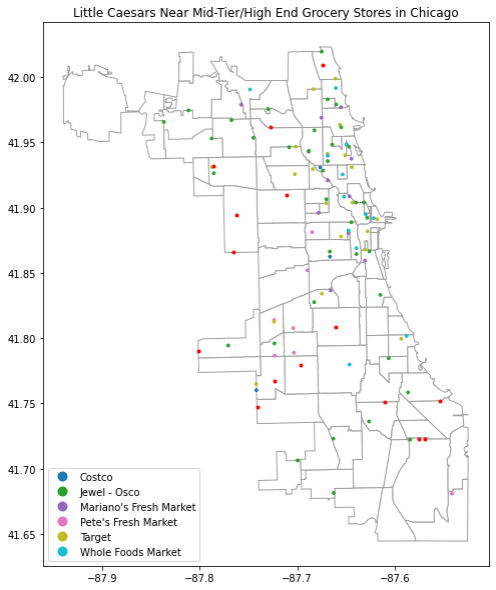 Little Caesars Near Mid-Tier/High End Grocery Stores in Chicago
42.00
41.95
41.90
41.85
41.80
41.75
41.70
41.65
Costco
Jewel - Osco
Mariano's Fresh Market
Pete's Fresh Market
Target
Whole Foods Market
−87.9
−87.8
−87.7
−87.6